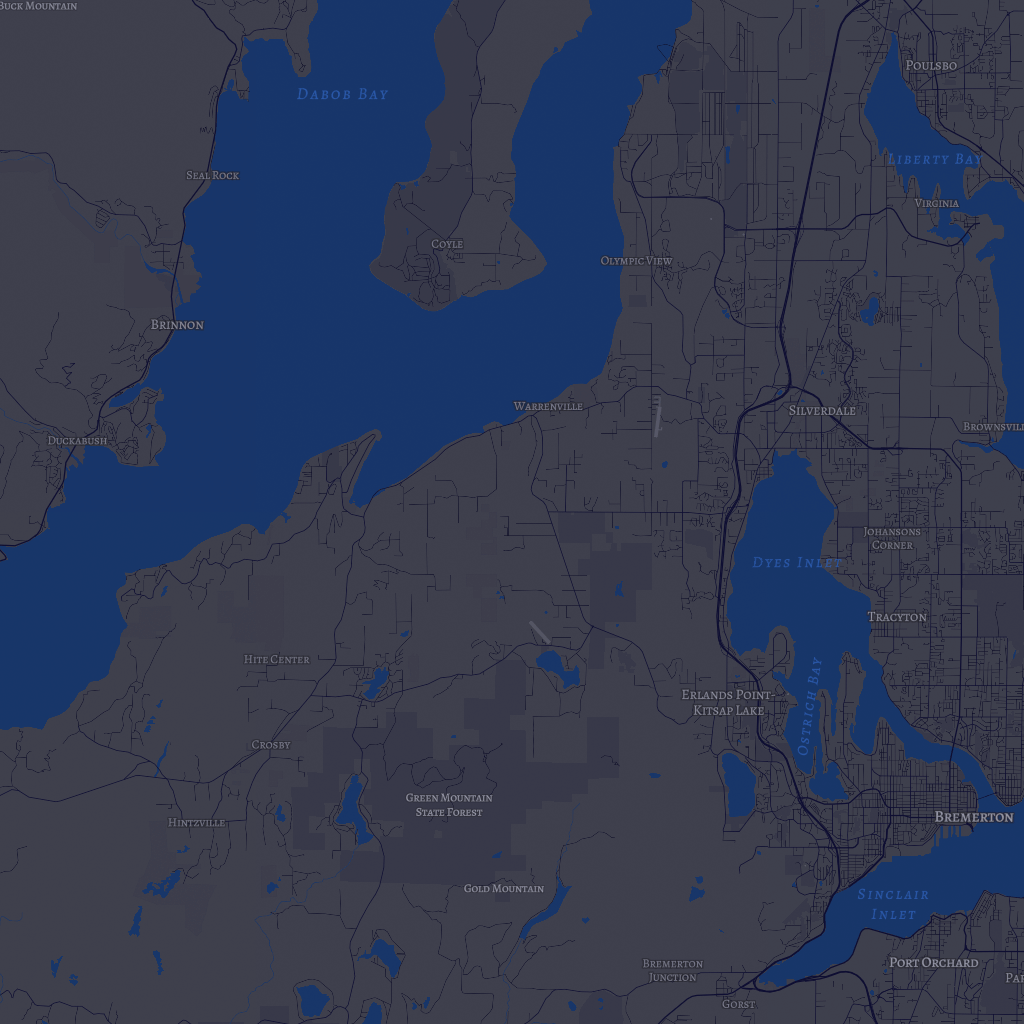 Buck Mountain
Poulsbo
Dabob Bay
Liberty Bay
Seal Rock
Virginia
Coyle
Olympic View
Brinnon
Warrenville
Silverdale
Brownsvil
Duckabush
Johansons
Corner
Dyes Inlet
Tracyton
Hite Center
Erlands Point-
Kitsap Lake
Ostrich Bay
Crosby
Green Mountain
State Forest
Hintzville
Bremerton
Gold Mountain
Sinclair
Inlet
Bremerton
Junction
Port Orchard
Par
Gorst